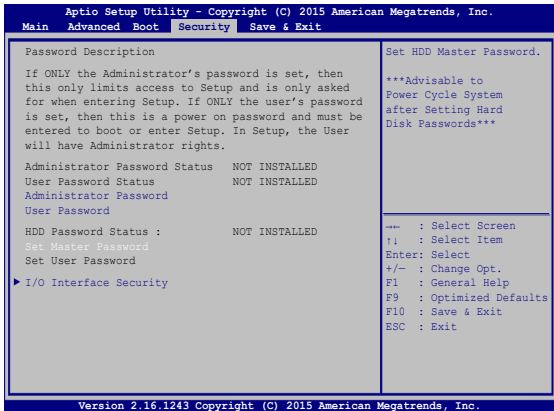 Aptio Setup Utility - Copyright (C) 2015 American Megatrends, Inc.
Main Advanced Boot Security Save & Exit
Password Description
If ONLY the Administrator's password is set, then
this only limits access to Setup and is only asked
for when entering Setup. If ONLY the user's password
is set, then this is a power on password and must be
entered to boot or enter Setup. In Setup, the User
will have Administrator rights.
Administrator Password Status NOT INSTALLED
User Password Status NOT INSTALLED
Administrator Password
User Password
HDD Password Status : NOT INSTALLED
Set Master Password
Set User Password
I/O Interface Security
Set HDD Master Password.
***Advisable to
Power Cycle System
after Setting Hard
Disk Passwords***
→← : Select Screen
↑↓ : Select Item
Enter: Select
+/— : Change Opt.
F1 : General Help
F9 : Optimized Defaults
F10 : Save & Exit
ESC : Exit
Version 2.16.1243 Copyright (C) 2015 American Megatrends, Inc.